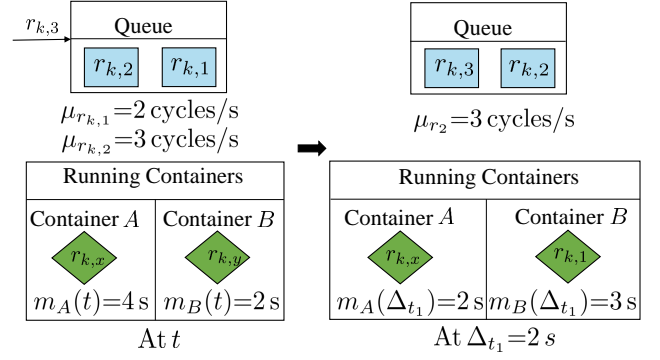 r_{k,3}
Queue
r_{k,2} r_{k,1}
μ_{r_{k,1}}=2 cycles/s
μ_{r_{k,2}}=3 cycles/s
Running Containers
Container A Container B
r_{k,x} r_{k,y}
m_A(t)=4 s m_B(t)=2 s
At t
Queue
r_{k,3} r_{k,2}
μ_{r_2}=3 cycles/s
Running Containers
Container A Container B
r_{k,x} r_{k,1}
m_A(Δ_{t_1})=2 s m_B(Δ_{t_1})=3 s
At Δ_{t_1}=2 s